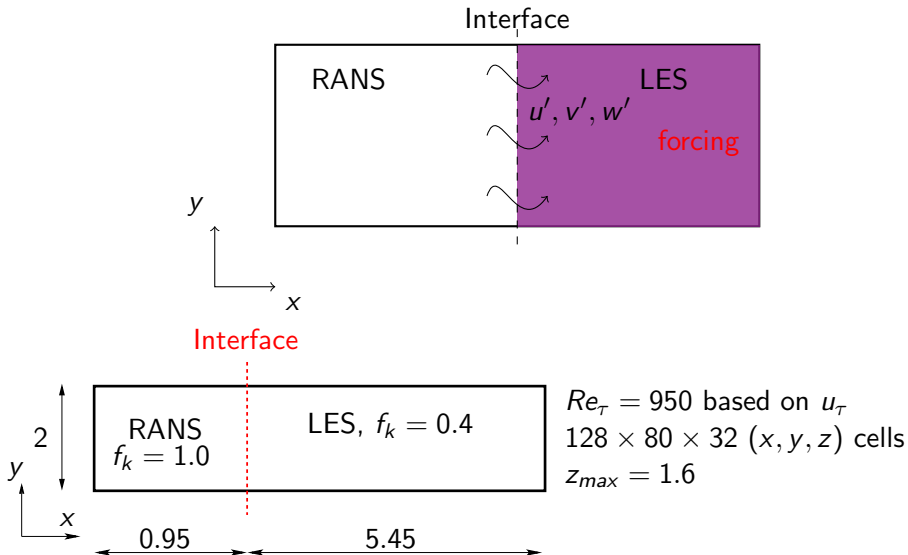 Interface
RANS
LES
u′, v′, w′
forcing
y
x
Interface
RANS
f_k = 1.0
LES, f_k = 0.4
2
y
x
0.95
5.45
Re_τ = 950 based on u_τ
128 × 80 × 32 (x, y, z) cells
z_max = 1.6